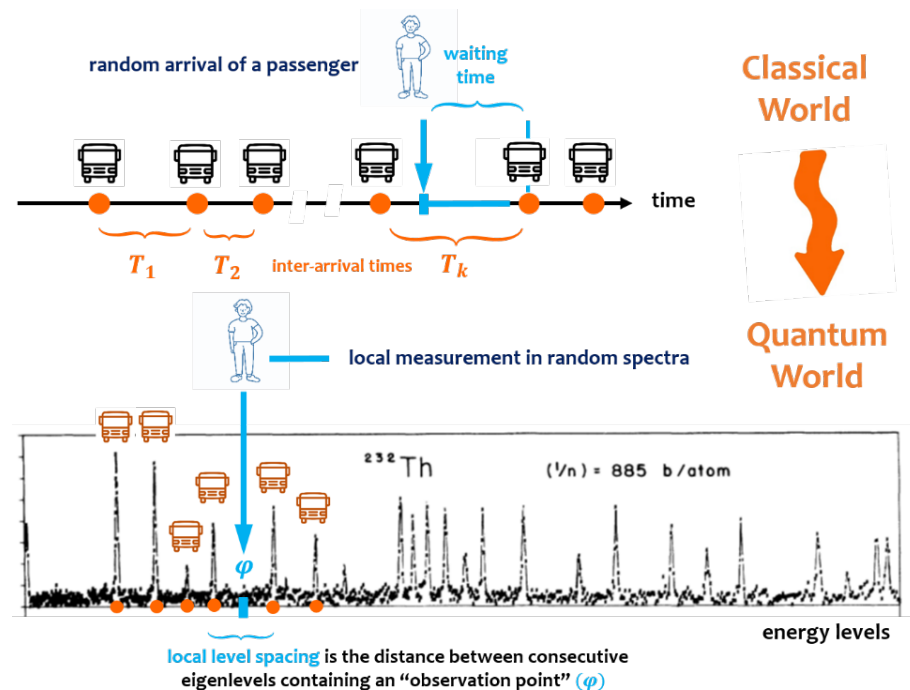 random arrival of a passenger
waiting
time
Classical
World
time
T₁
T₂
inter-arrival times
Tₖ
Quantum
World
local measurement in random spectra
²³²Th
(1/n) = 885 b/atom
φ
energy levels
local level spacing is the distance between consecutive
eigenlevels containing an “observation point” (φ)